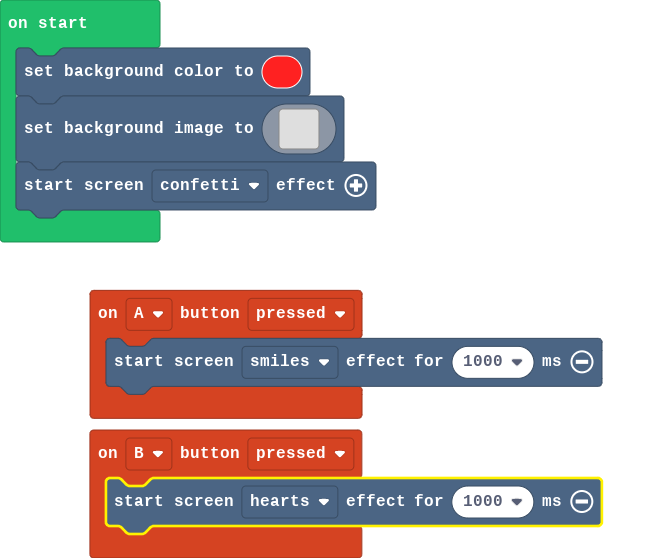 on start
set background color to
set background image to
start screen confetti effect
on A button pressed
start screen smiles effect for 1000 ms
on B button pressed
start screen hearts effect for 1000 ms